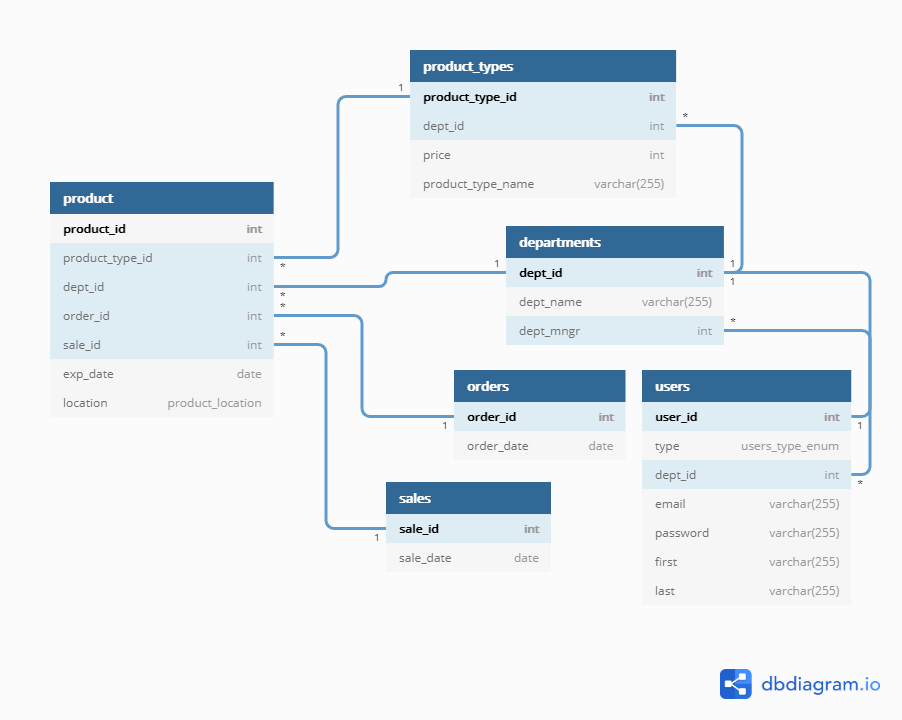 product_types
1
product_type_id int
*
dept_id int
price int
product_type_name varchar(255)
product
product_id int
product_type_id int
*
dept_id int
*
*
order_id int
*
sale_id int
exp_date date
location product_location
departments
1
dept_id int
1
1
dept_name varchar(255)
*
dept_mngr int
orders
order_id int
1
order_date date
users
user_id int
1
type users_type_enum
dept_id int
*
email varchar(255)
password varchar(255)
first varchar(255)
last varchar(255)
sales
sale_id int
1
sale_date date
dbdiagram.io